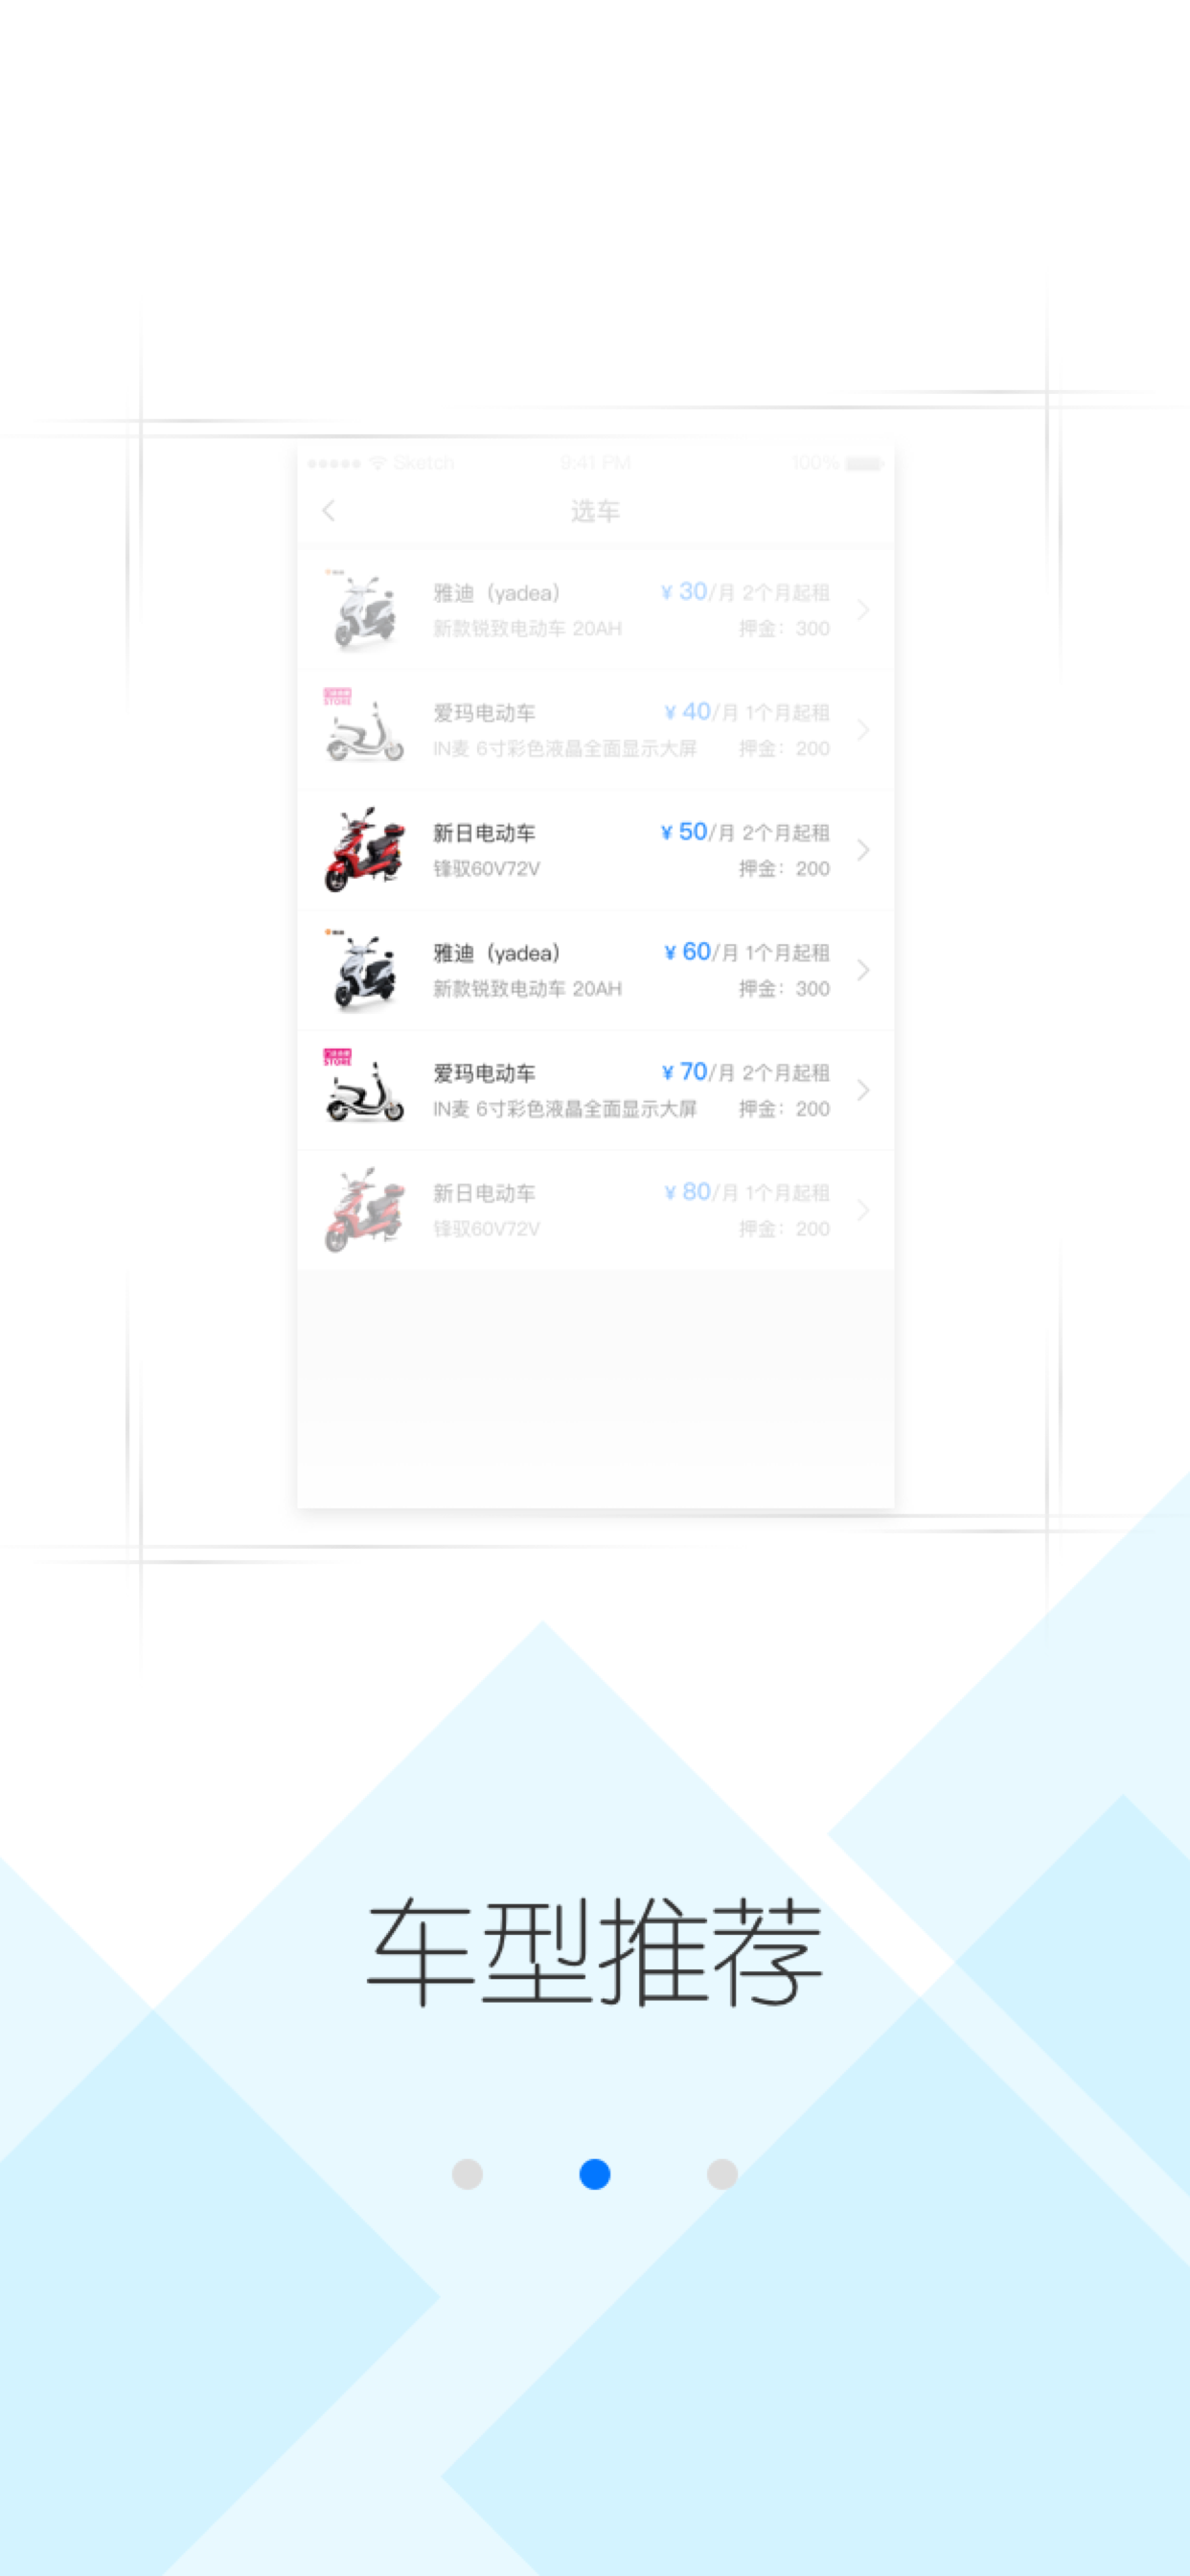 Sketch 9:41 PM 100%
选车
雅迪（yadea） ¥ 30/月 2个月起租
新款锐致电动车 20AH 押金：300
STORE
爱玛电动车 ¥ 40/月 1个月起租
IN麦 6寸彩色液晶全面显示大屏 押金：200
新日电动车 ¥ 50/月 2个月起租
锋驭60V72V 押金：200
雅迪（yadea） ¥ 60/月 1个月起租
新款锐致电动车 20AH 押金：300
STORE
爱玛电动车 ¥ 70/月 2个月起租
IN麦 6寸彩色液晶全面显示大屏 押金：200
新日电动车 ¥ 80/月 1个月起租
锋驭60V72V 押金：200
车型推荐